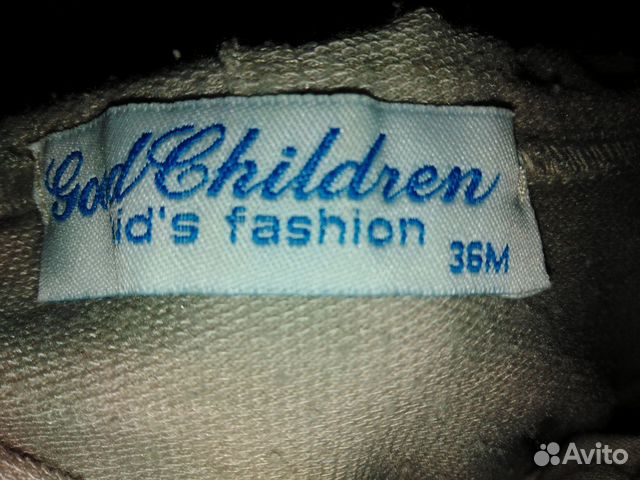 God Children
id's fashion
36M
Avito